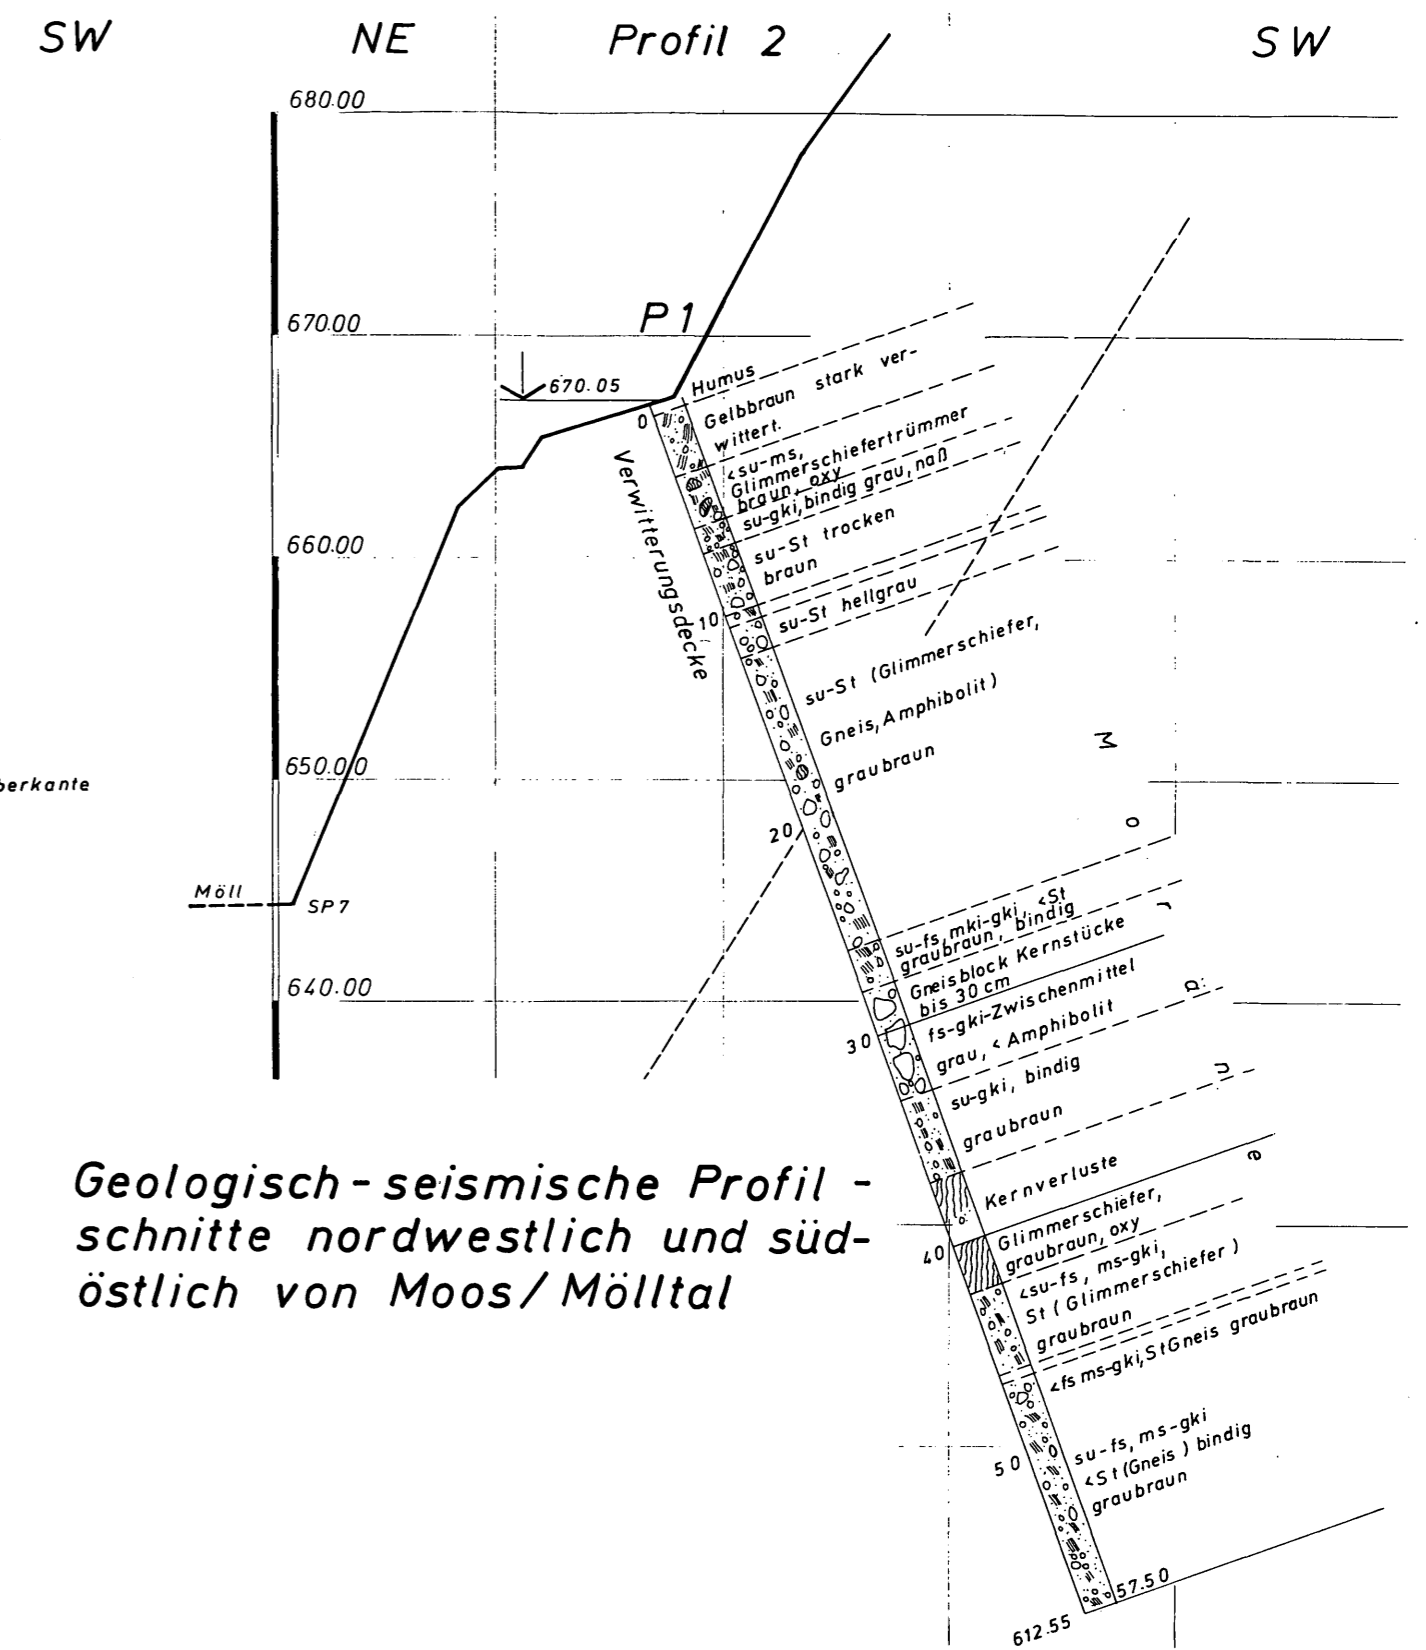 SW
NE
Profil 2
SW
680.00
670.00
P1
670.05
0
Humus
Gelbbraun stark ver-
wittert.
<su-ms,
Glimmerschiefertrümmer
braun, oxy
su-gki, bindig grau, naß
su-St trocken
braun
Verwitterungsdecke
660.00
10
su-St hellgrau
su-St (Glimmerschiefer,
Gneis, Amphibolit)
graubraun
650.00
berkante
20
Möll
SP7
su-fs, mki-gki, <St
graubraun, bindig
Gneisblock Kernstücke
bis 30cm
640.00
30
fs-gki-Zwischenmittel
grau, < Amphibolit
su-gki, bindig
graubraun
Moräne
Kernverluste
40
Glimmerschiefer,
graubraun, oxy
<su-fs, ms-gki,
St (Glimmerschiefer)
graubraun
<fs ms-gki, St Gneis graubraun
50
su-fs, ms-gki
<St (Gneis) bindig
graubraun
57.50
612.55
Geologisch-seismische Profil-
schnitte nordwestlich und süd-
östlich von Moos/Mölltal